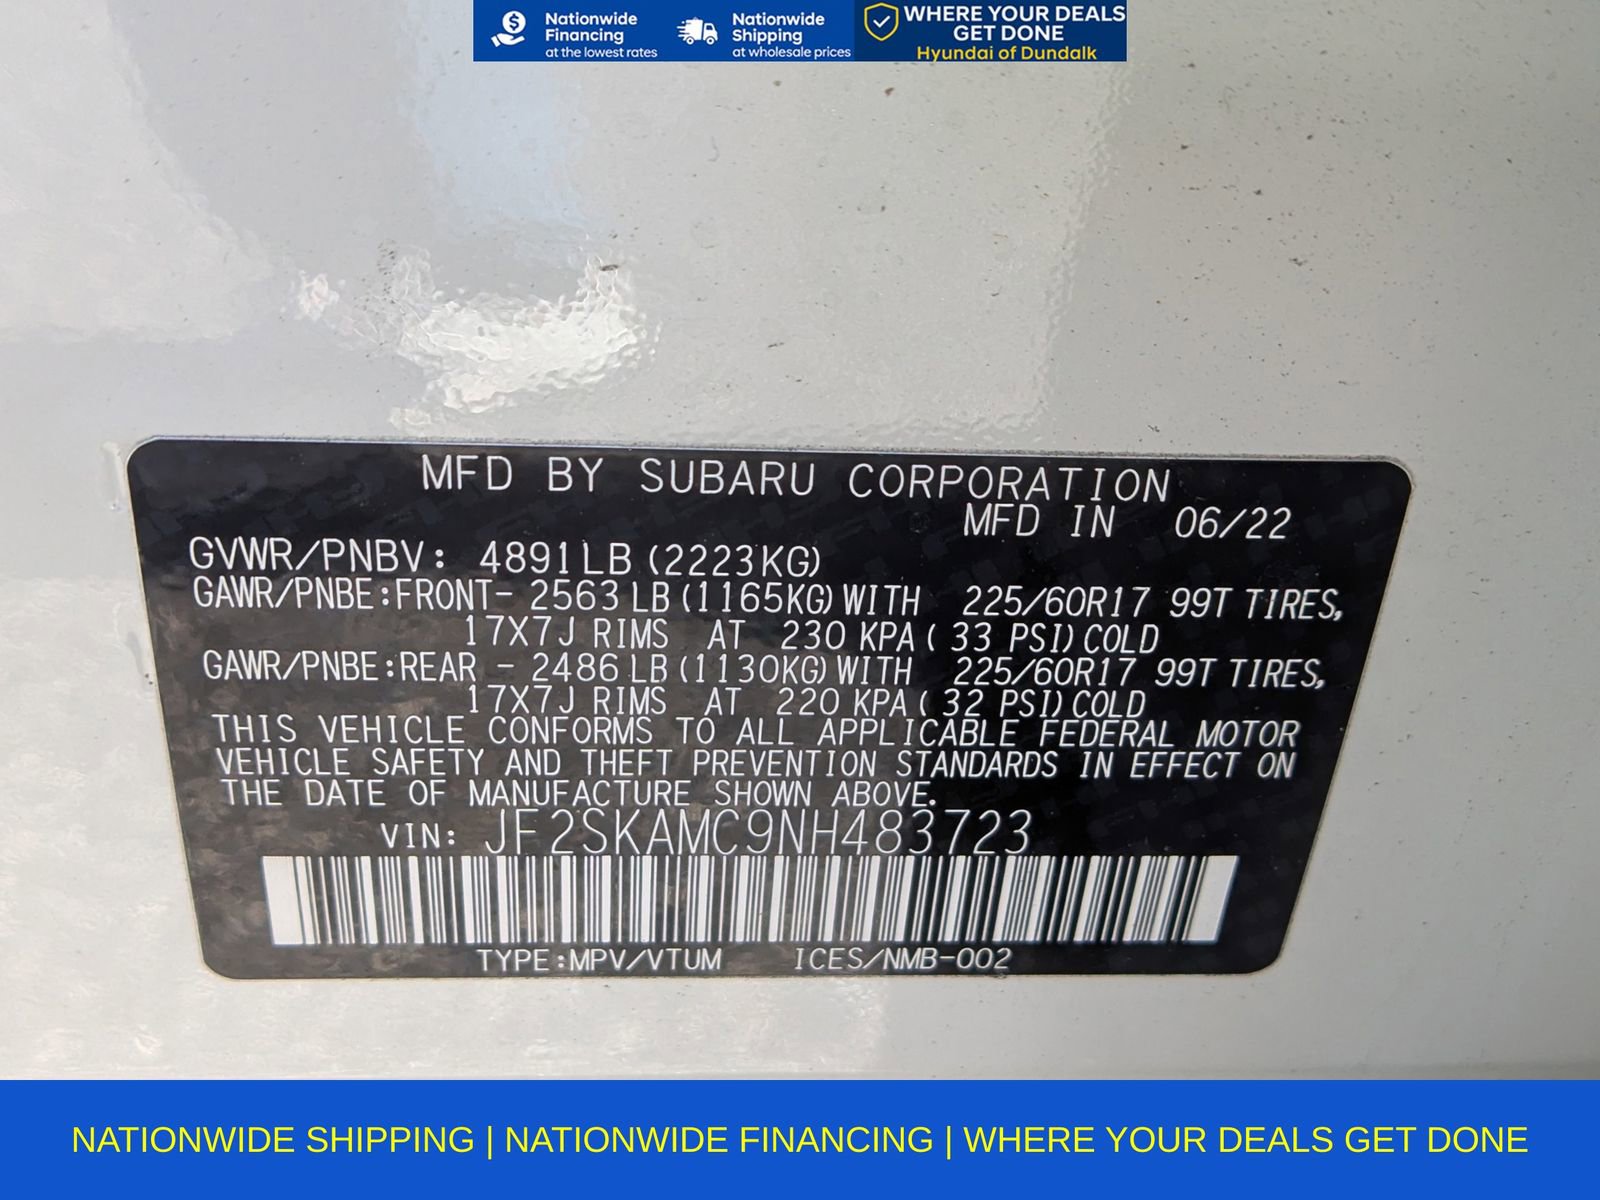 Nationwide
Financing
at the lowest rates
Nationwide
Shipping
at wholesale prices
WHERE YOUR DEALS
GET DONE
Hyundai of Dundalk
MFD BY SUBARU CORPORATION
MFD IN 06/22
GVWR/PNBV: 4891LB (2223KG)
GAWR/PNBE:FRONT- 2563 LB (1165KG) WITH 225/60R17 99T TIRES,
17X7J RIMS AT 230 KPA ( 33 PSI) COLD
GAWR/PNBE:REAR - 2486 LB (1130KG) WITH 225/60R17 99T TIRES,
17X7J RIMS AT 220 KPA ( 32 PSI) COLD
THIS VEHICLE CONFORMS TO ALL APPLICABLE FEDERAL MOTOR
VEHICLE SAFETY AND THEFT PREVENTION STANDARDS IN EFFECT ON
THE DATE OF MANUFACTURE SHOWN ABOVE.
VIN: JF2SKAMC9NH483723
TYPE:MPV/VTUM ICES/NMB-002
NATIONWIDE SHIPPING | NATIONWIDE FINANCING | WHERE YOUR DEALS GET DONE